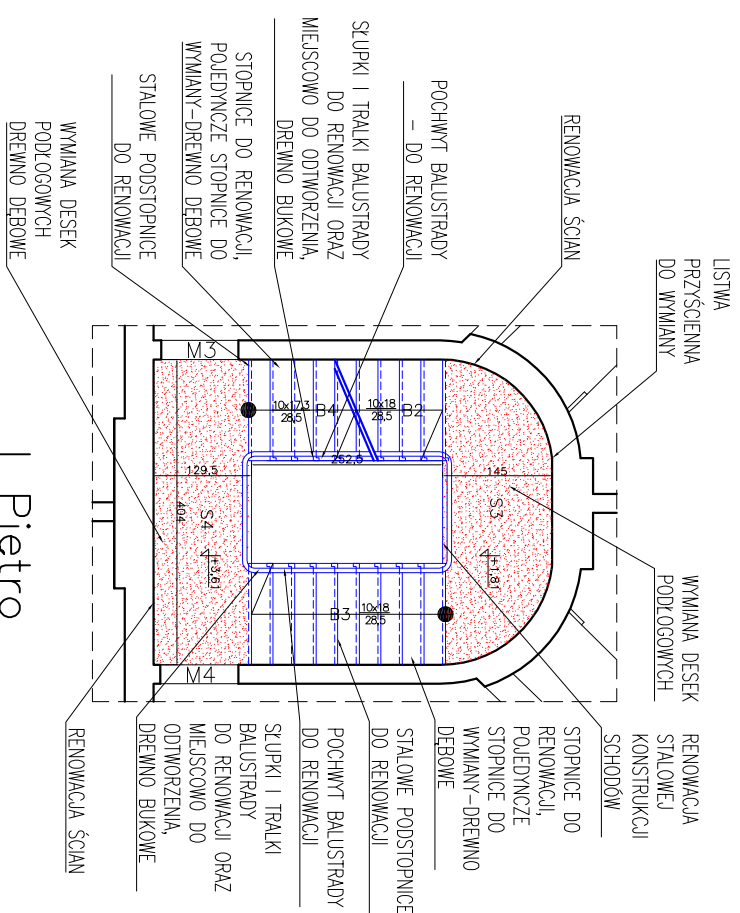 LISTWA
PRZYŚCIENNA
DO WYMIANY
RENOWACJA ŚCIAN
POCHWYT BALUSTRADY
– DO RENOWACJI
SŁUPKI I TRALKI BALUSTRADY
DO RENOWACJI ORAZ
MIEJSCOWO DO ODTWORZENIA,
DREWNO BUKOWE
STOPNICE DO RENOWACJI,
POJEDYNCZE STOPNICE DO
WYMIANY-DREWNO DĘBOWE
STALOWE PODSTOPNICE
DO RENOWACJI
WYMIANA DESEK
PODŁOGOWYCH
DREWNO DĘBOWE
WYMIANA DESEK
PODŁOGOWYCH
RENOWACJA
STALOWEJ
KONSTRUKCJI
SCHODÓW
STOPNICE DO
RENOWACJI,
POJEDYNCZE
STOPNICE DO
WYMIANY-DREWNO
DĘBOWE
STALOWE PODSTOPNICE
DO RENOWACJI
POCHWYT BALUSTRADY
DO RENOWACJI
SŁUPKI I TRALKI
BALUSTRADY
DO RENOWACJI ORAZ
MIEJSCOWO DO
ODTWORZENIA,
DREWNO BUKOWE
RENOWACJA ŚCIAN
M3
M4
10x17,3
28,5
B4
10x18
28,5
B2
252,5
129,5
145
404
S4
S3
+3,61
+1,81
B3
10x18
28,5
I Piętro